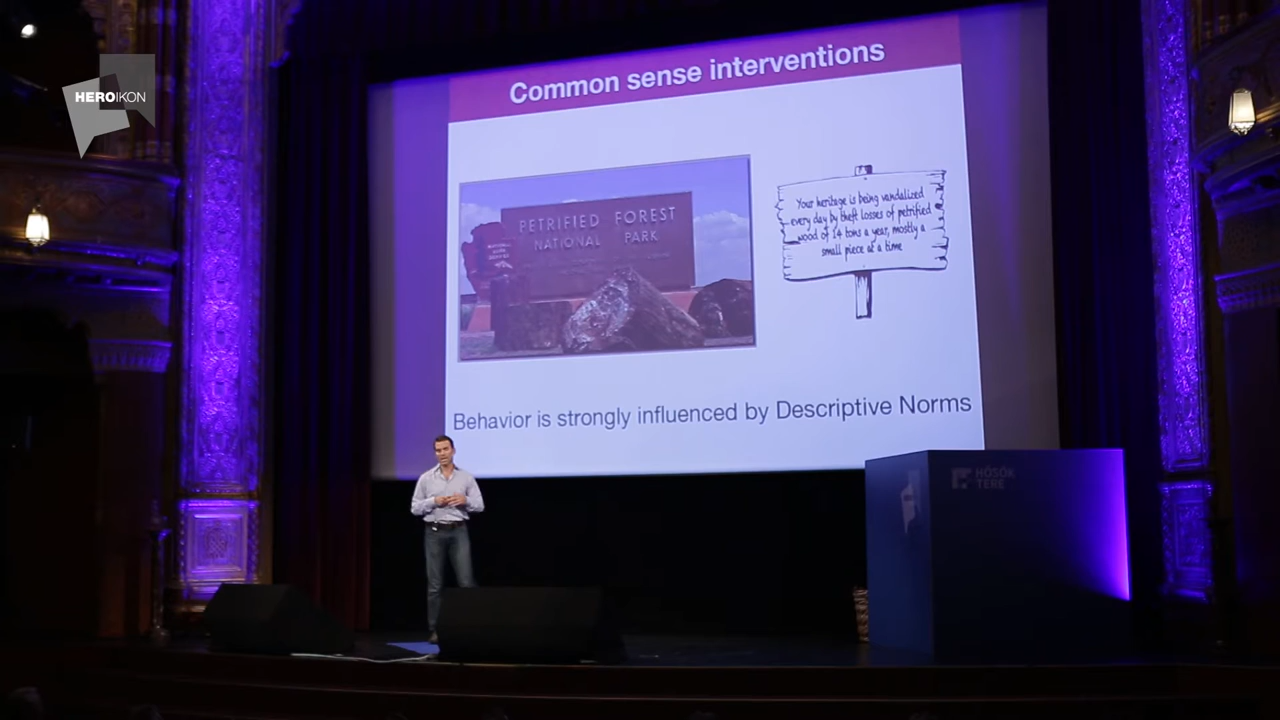 HEROIKON
Common sense interventions
PETRIFIED FOREST
NATIONAL PARK
Your heritage is being vandalized
every day by theft losses of petrified
wood of 14 tons a year, mostly a
small piece at a time
Behavior is strongly influenced by Descriptive Norms
HŐSÖK
TERE